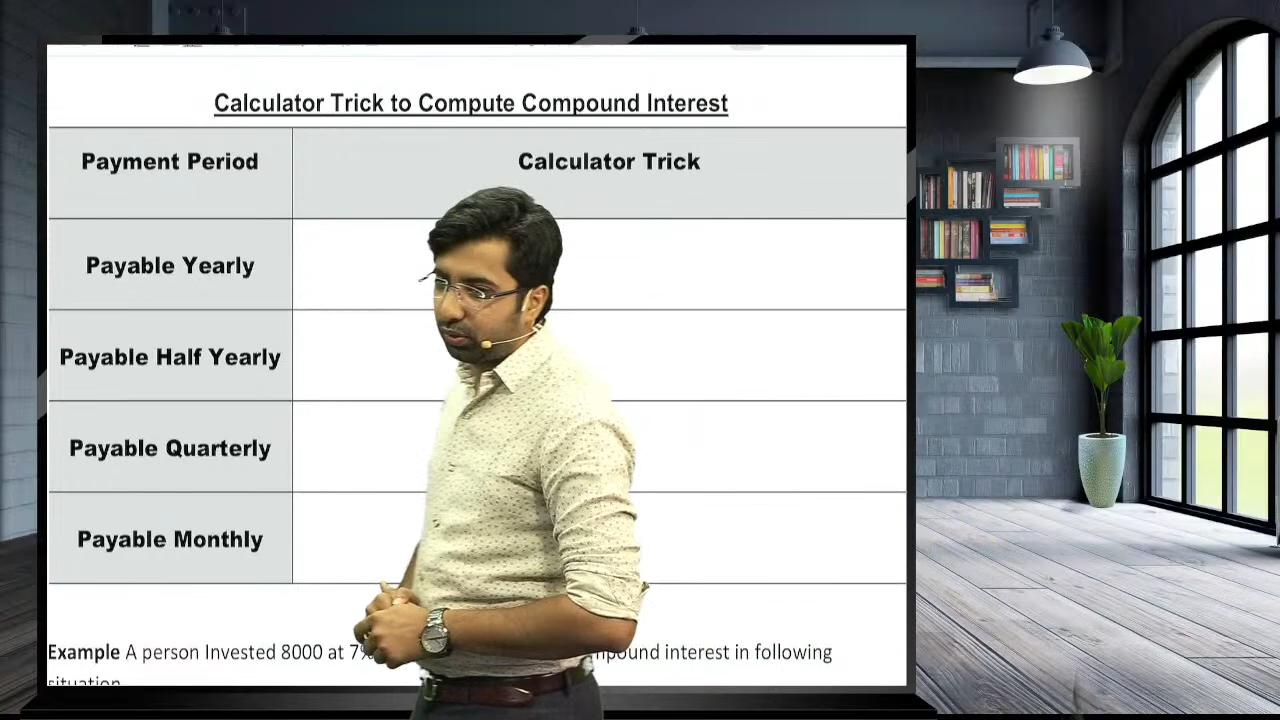 Calculator Trick to Compute Compound Interest
Payment Period
Calculator Trick
Payable Yearly
Payable Half Yearly
Payable Quarterly
Payable Monthly
Example A person Invested 8000 at interest in following
situation